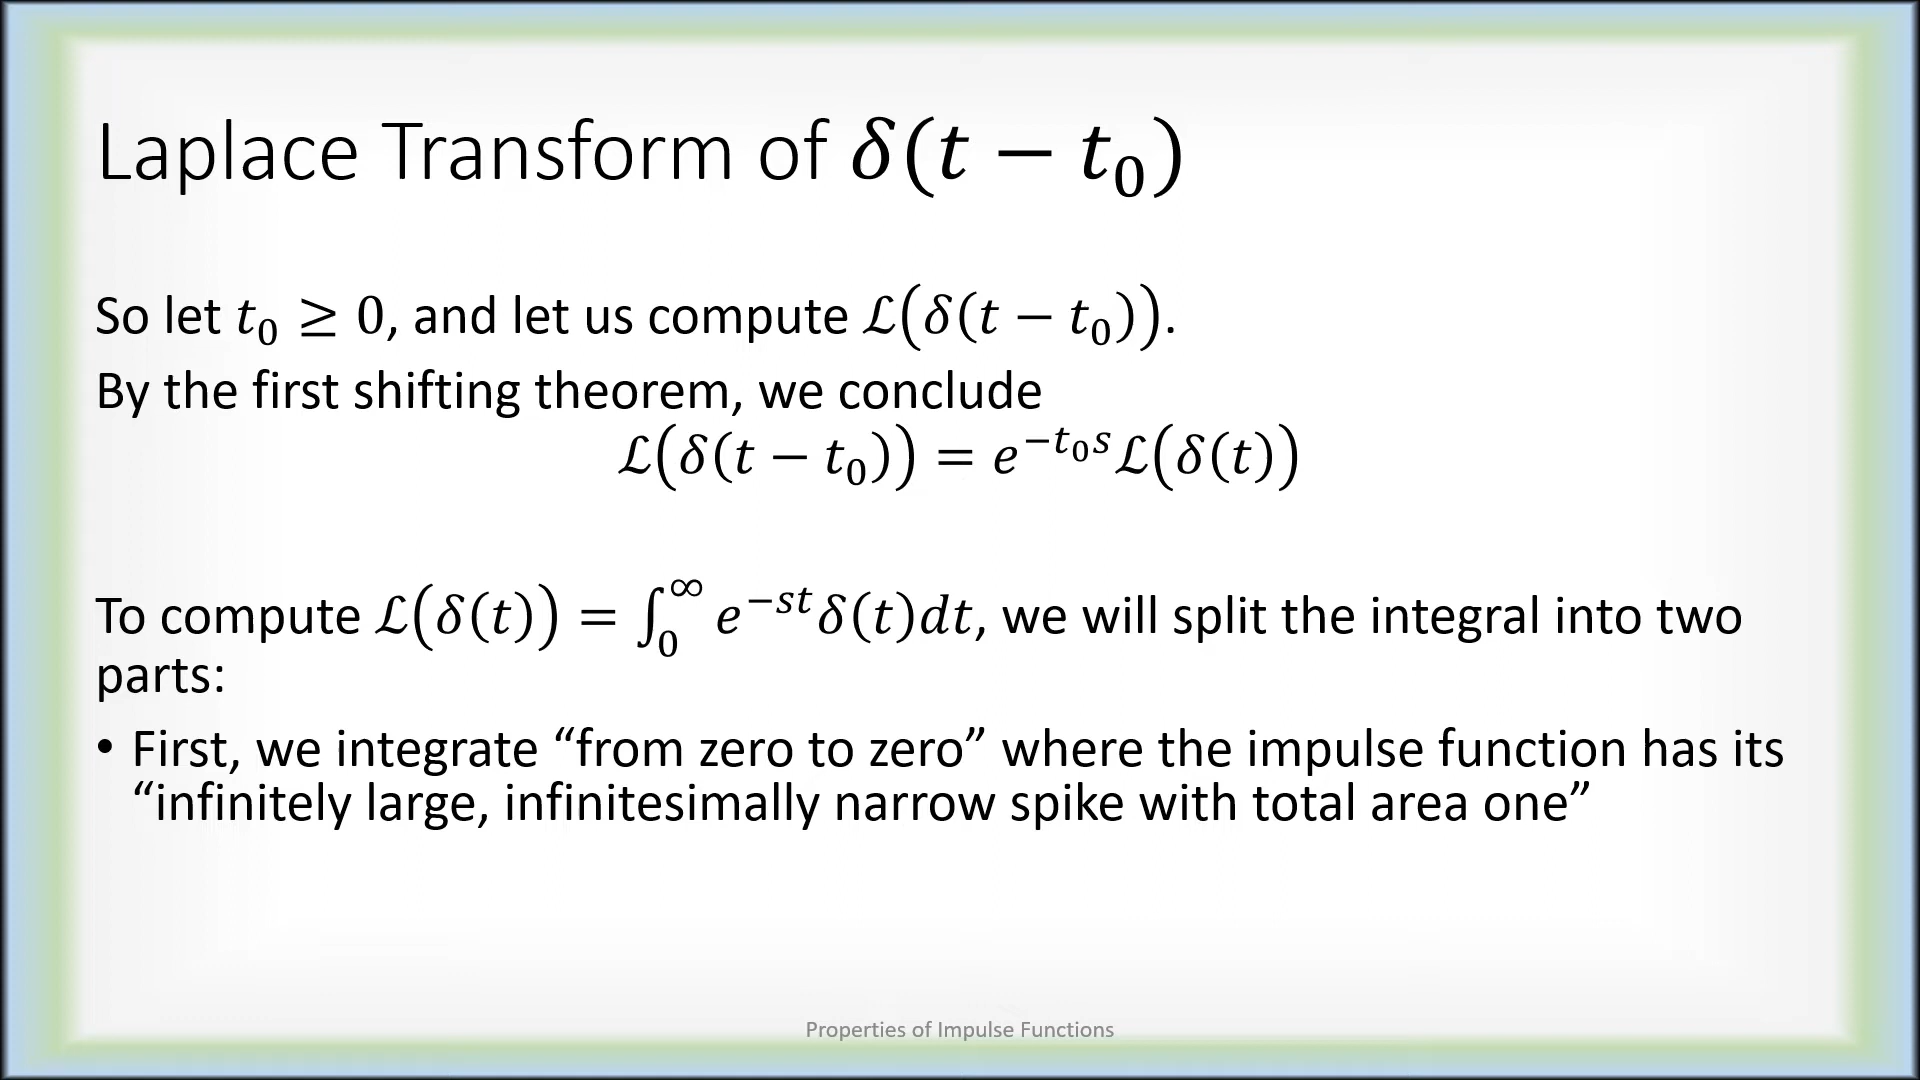 Laplace Transform of 𝛿(𝑡 − 𝑡₀)
So let 𝑡₀ ≥ 0, and let us compute ℒ(𝛿(𝑡 − 𝑡₀)).
By the first shifting theorem, we conclude
ℒ(𝛿(𝑡 − 𝑡₀)) = 𝑒^{−𝑡₀𝑠}ℒ(𝛿(𝑡))
To compute ℒ(𝛿(𝑡)) = ∫₀^∞ 𝑒^{−𝑠𝑡}𝛿(𝑡)𝑑𝑡, we will split the integral into two
parts:
• First, we integrate “from zero to zero” where the impulse function has its
“infinitely large, infinitesimally narrow spike with total area one”
Properties of Impulse Functions